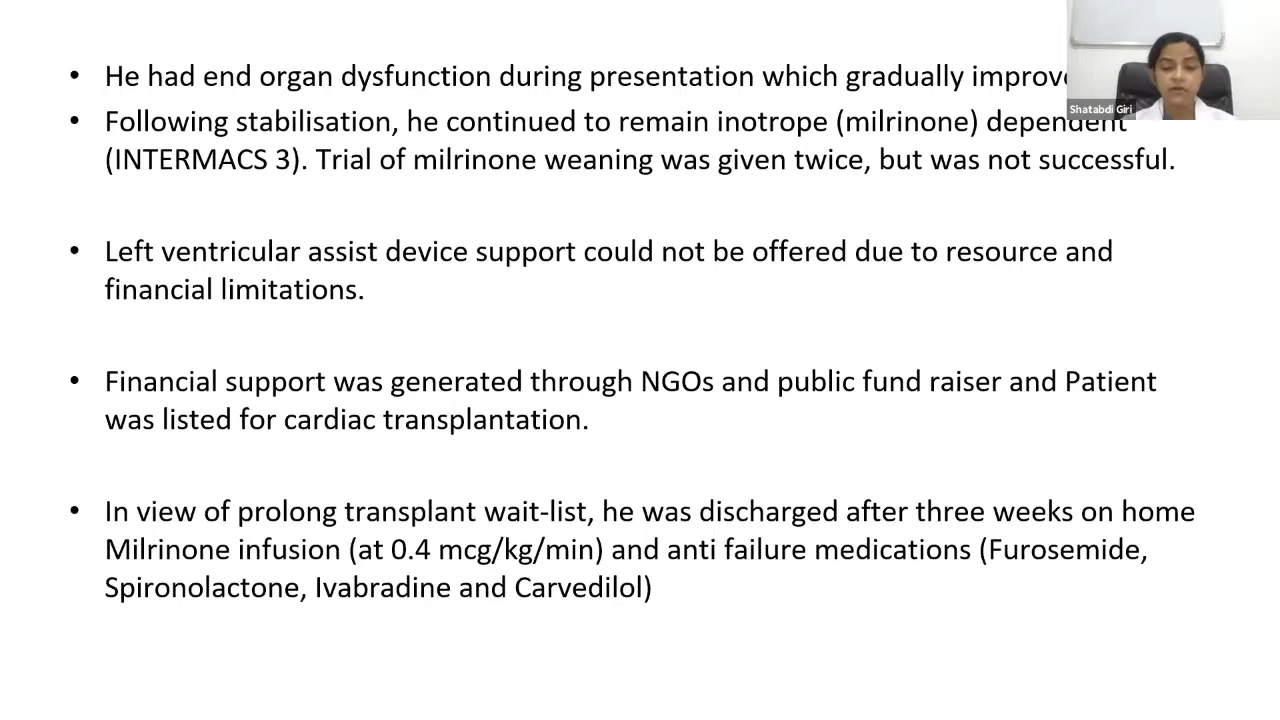 • He had end organ dysfunction during presentation which gradually
• Following stabilisation, he continued to remain inotrope (milrinone) dependent
(INTERMACS 3). Trial of milrinone weaning was given twice, but was not successful.
• Left ventricular assist device support could not be offered due to resource and
financial limitations.
• Financial support was generated through NGOs and public fund raiser and Patient
was listed for cardiac transplantation.
• In view of prolong transplant wait-list, he was discharged after three weeks on home
Milrinone infusion (at 0.4 mcg/kg/min) and anti failure medications (Furosemide,
Spironolactone, Ivabradine and Carvedilol)
Shatabdi Giri